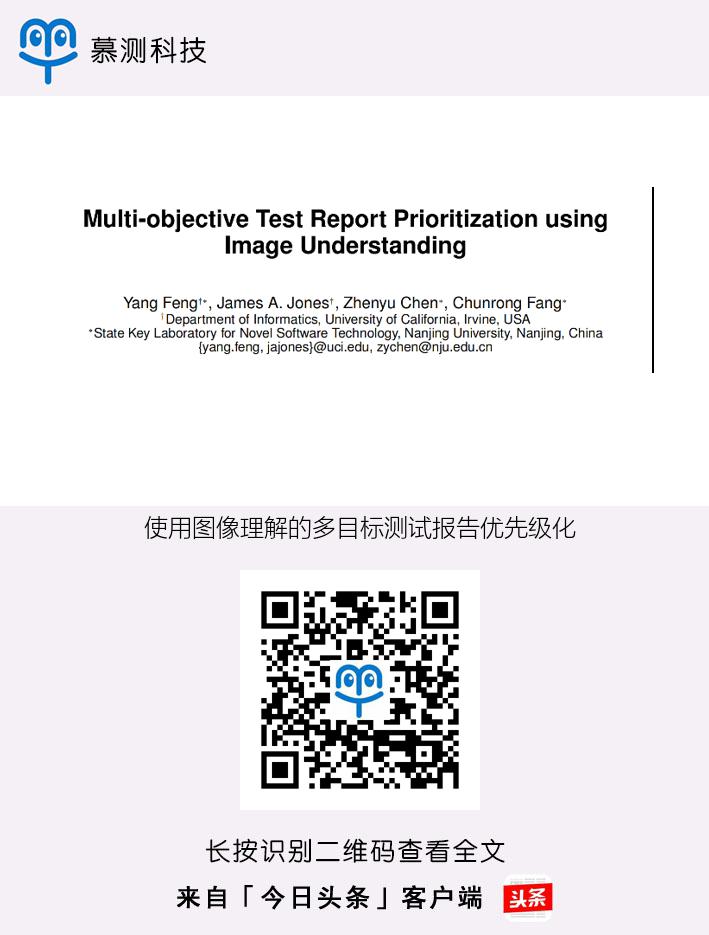 慕测科技
Multi-objective Test Report Prioritization using
Image Understanding
Yang Feng†*, James A. Jones†, Zhenyu Chen*, Chunrong Fang*
†Department of Informatics, University of California, Irvine, USA
*State Key Laboratory for Novel Software Technology, Nanjing University, Nanjing, China
{yang.feng, jajones}@uci.edu, zychen@nju.edu.cn
使用图像理解的多目标测试报告优先级化
长按识别二维码查看全文
来自「今日头条」客户端 头条